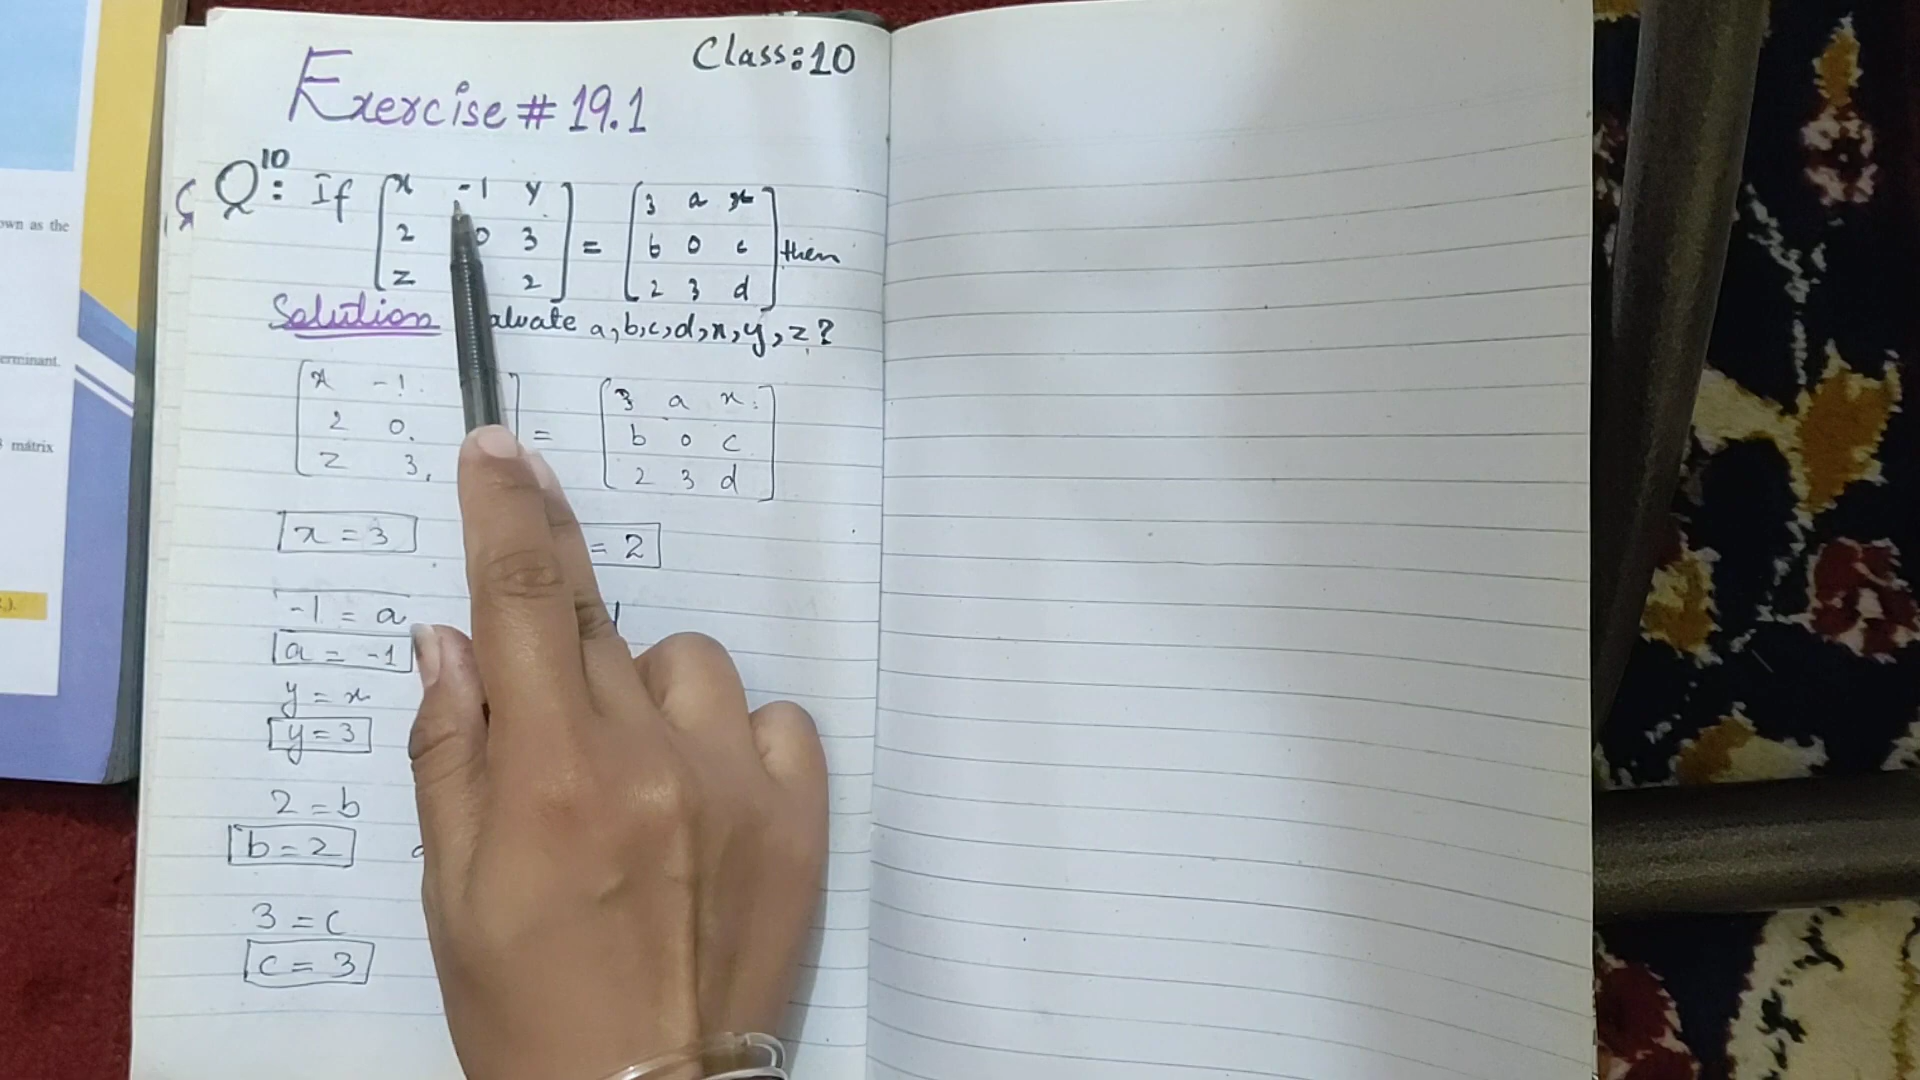 Class:10
Exercise # 19.1
Q10: If [x -1 y] = [3 a x]
[2 0 3] [b 0 c] then
[z 2] [2 3 d]
Solution aluate a,b,c,d,x,y,z?
[x -1 ] = [3 a x]
[2 0 ] [b 0 c]
[z 3 ] [2 3 d]
x = 3
= 2
-1 = a
a = -1
y = x
y = 3
2 = b
b = 2
3 = c
c = 3
own as the
erminant.
matrix